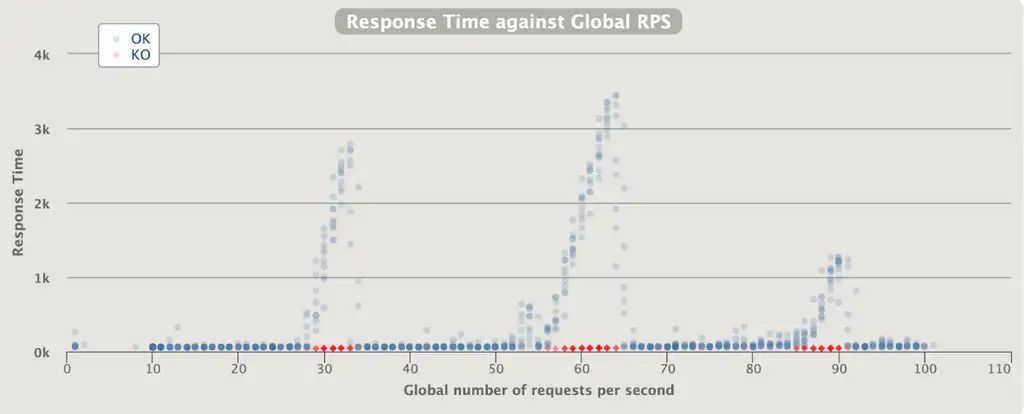 Response Time against Global RPS
OK
KO
4k
3k
2k
1k
0k
Response Time
0 10 20 30 40 50 60 70 80 90 100 110
Global number of requests per second